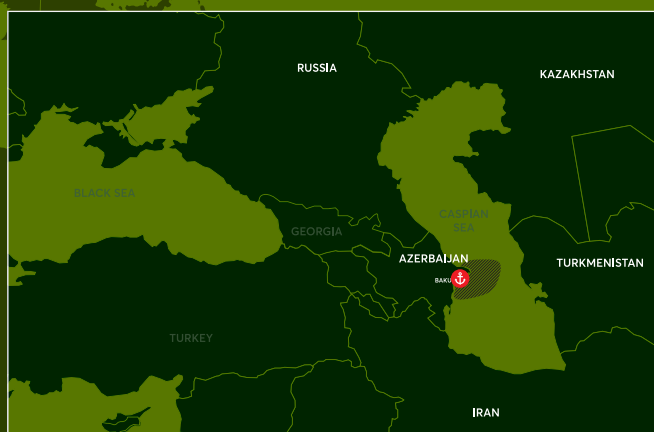 RUSSIA
KAZAKHSTAN
BLACK SEA
CASPIAN
SEA
GEORGIA
AZERBAIJAN
TURKMENISTAN
BAKU
TURKEY
IRAN